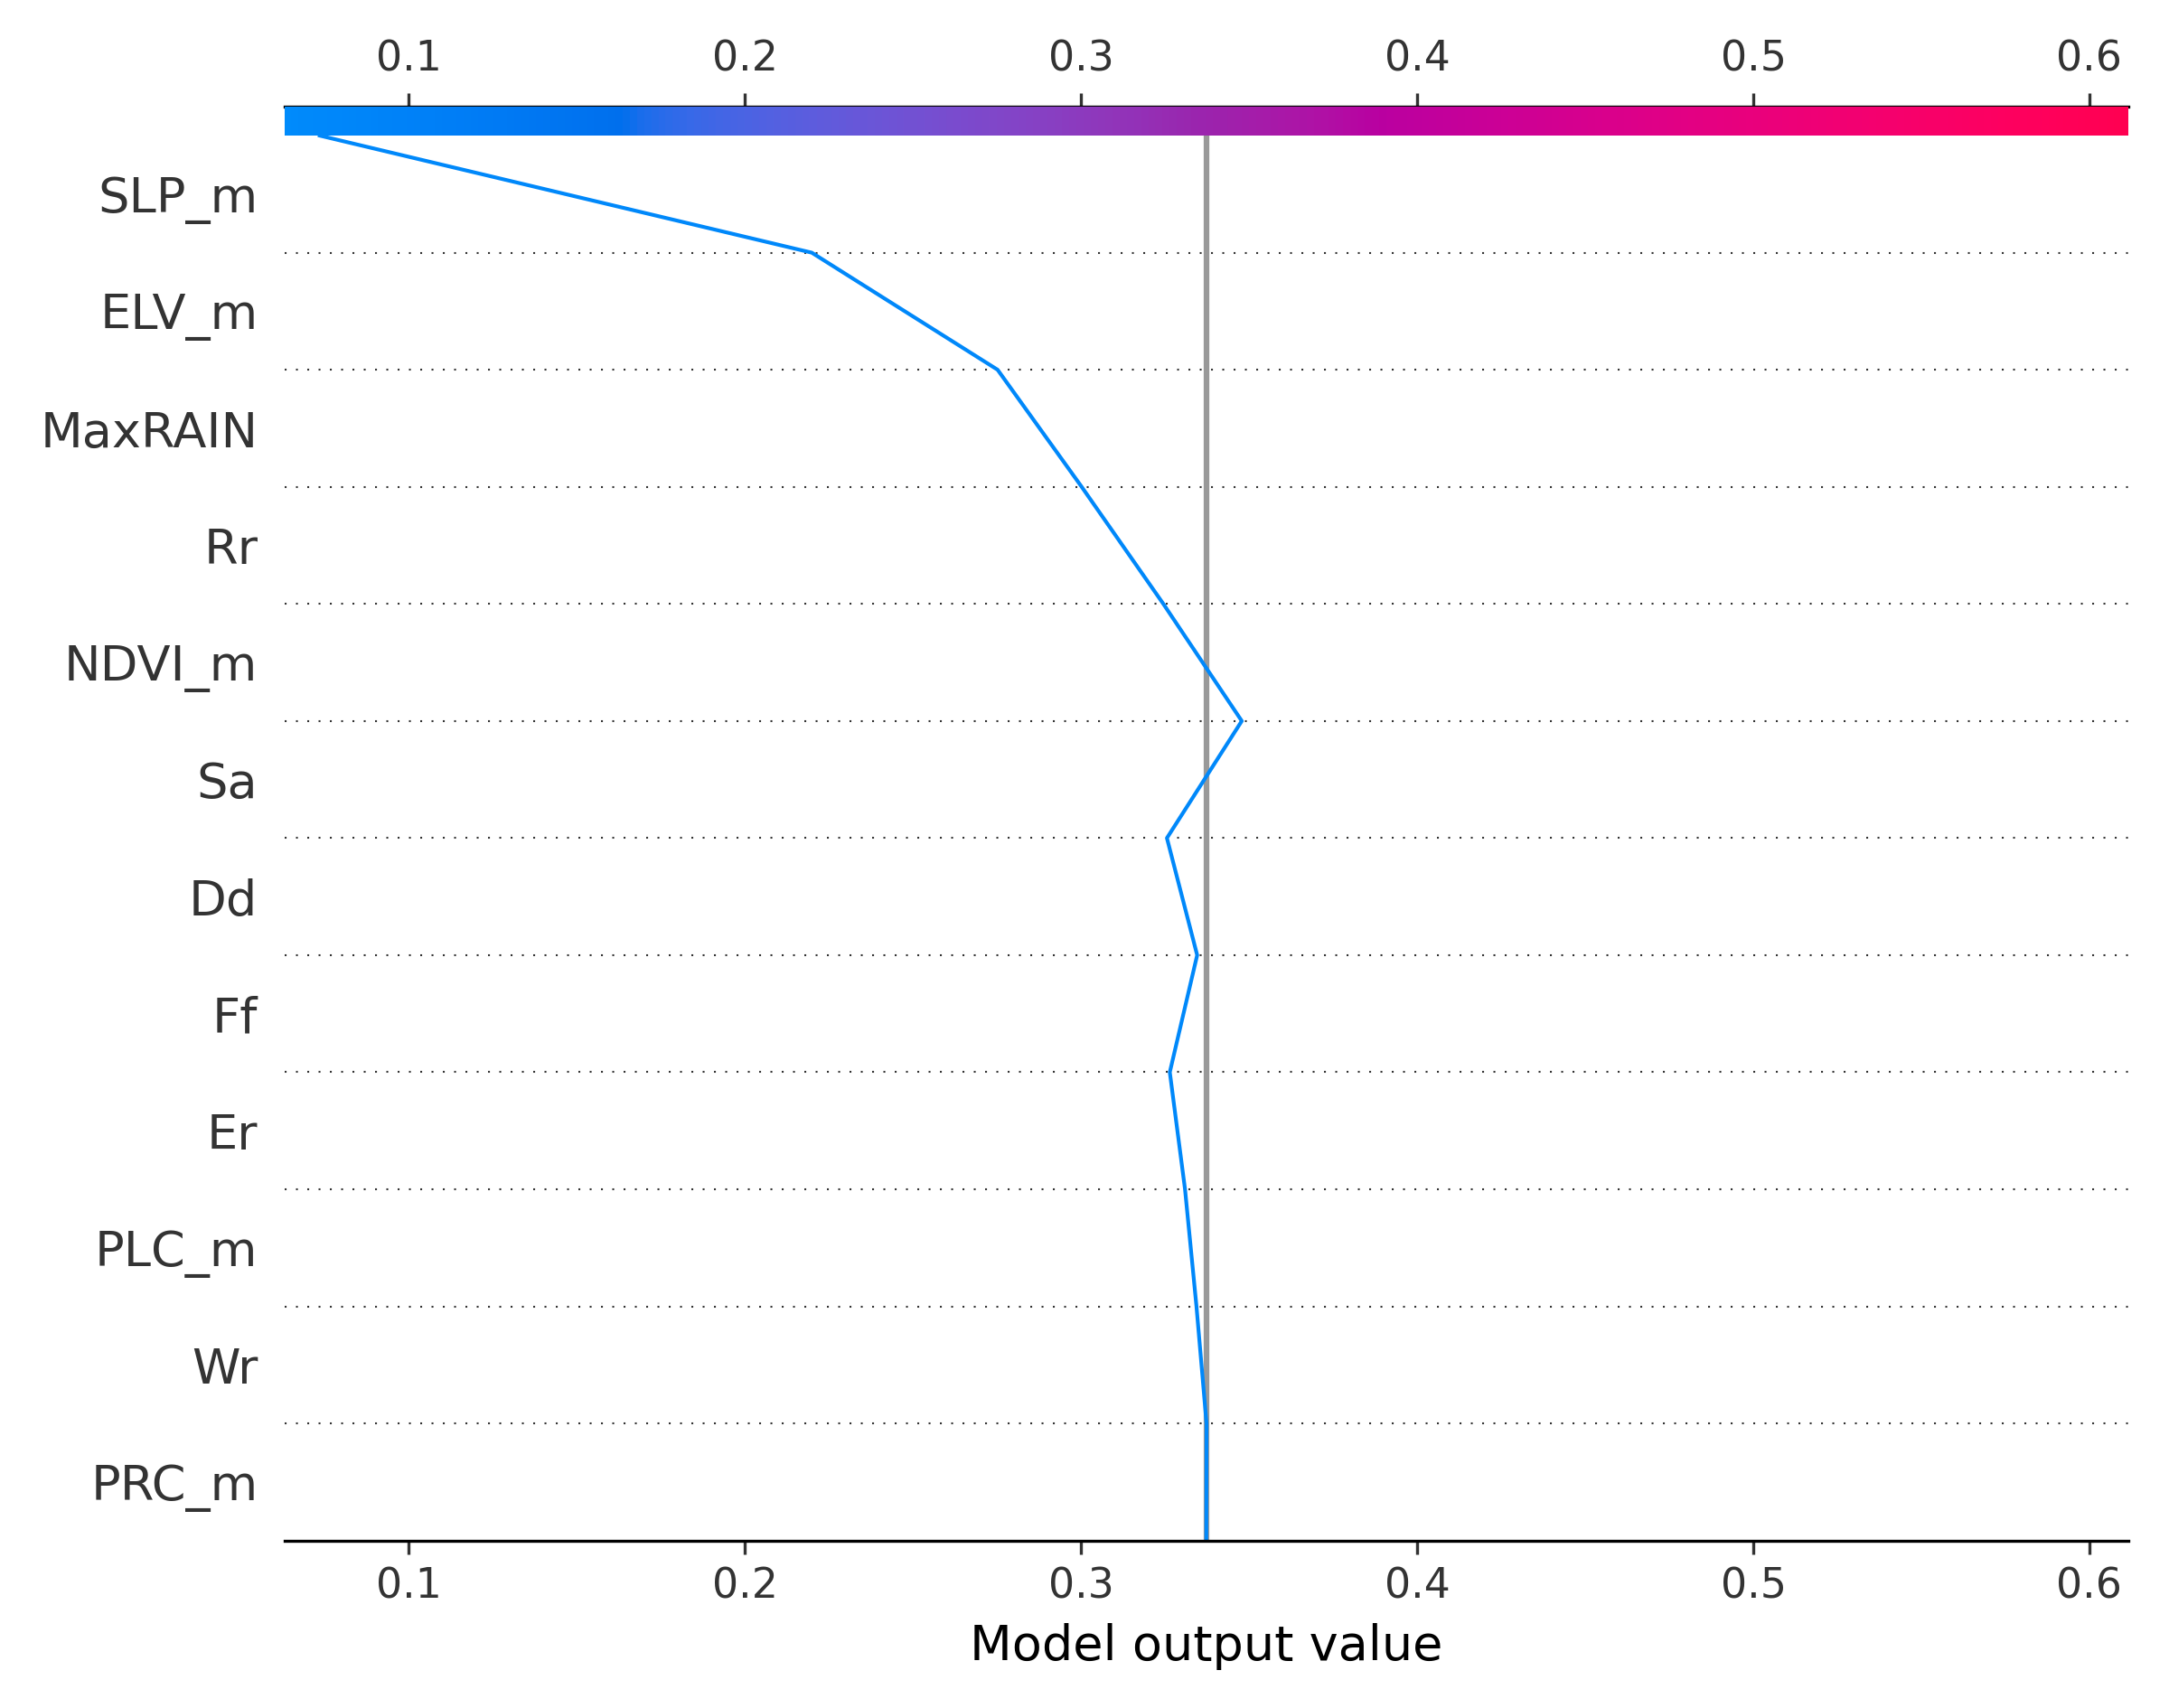 0.1 0.2 0.3 0.4 0.5 0.6
SLP_m
ELV_m
MaxRAIN
Rr
NDVI_m
Sa
Dd
Ff
Er
PLC_m
Wr
PRC_m
0.1 0.2 0.3 0.4 0.5 0.6
Model output value